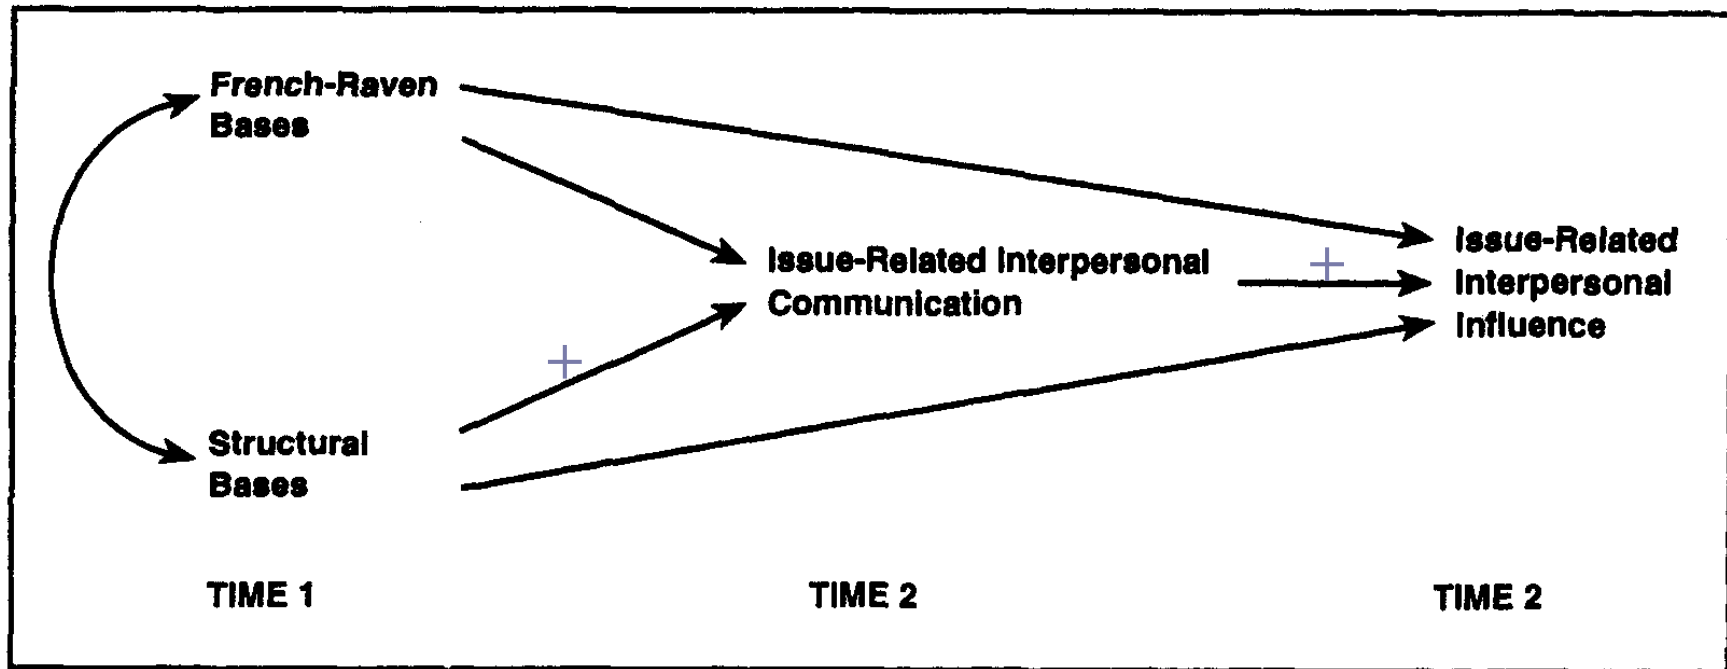 French-Raven
Bases
Issue-Related Interpersonal
Communication
Issue-Related
Interpersonal
Influence
Structural
Bases
TIME 1
TIME 2
TIME 2
+
+